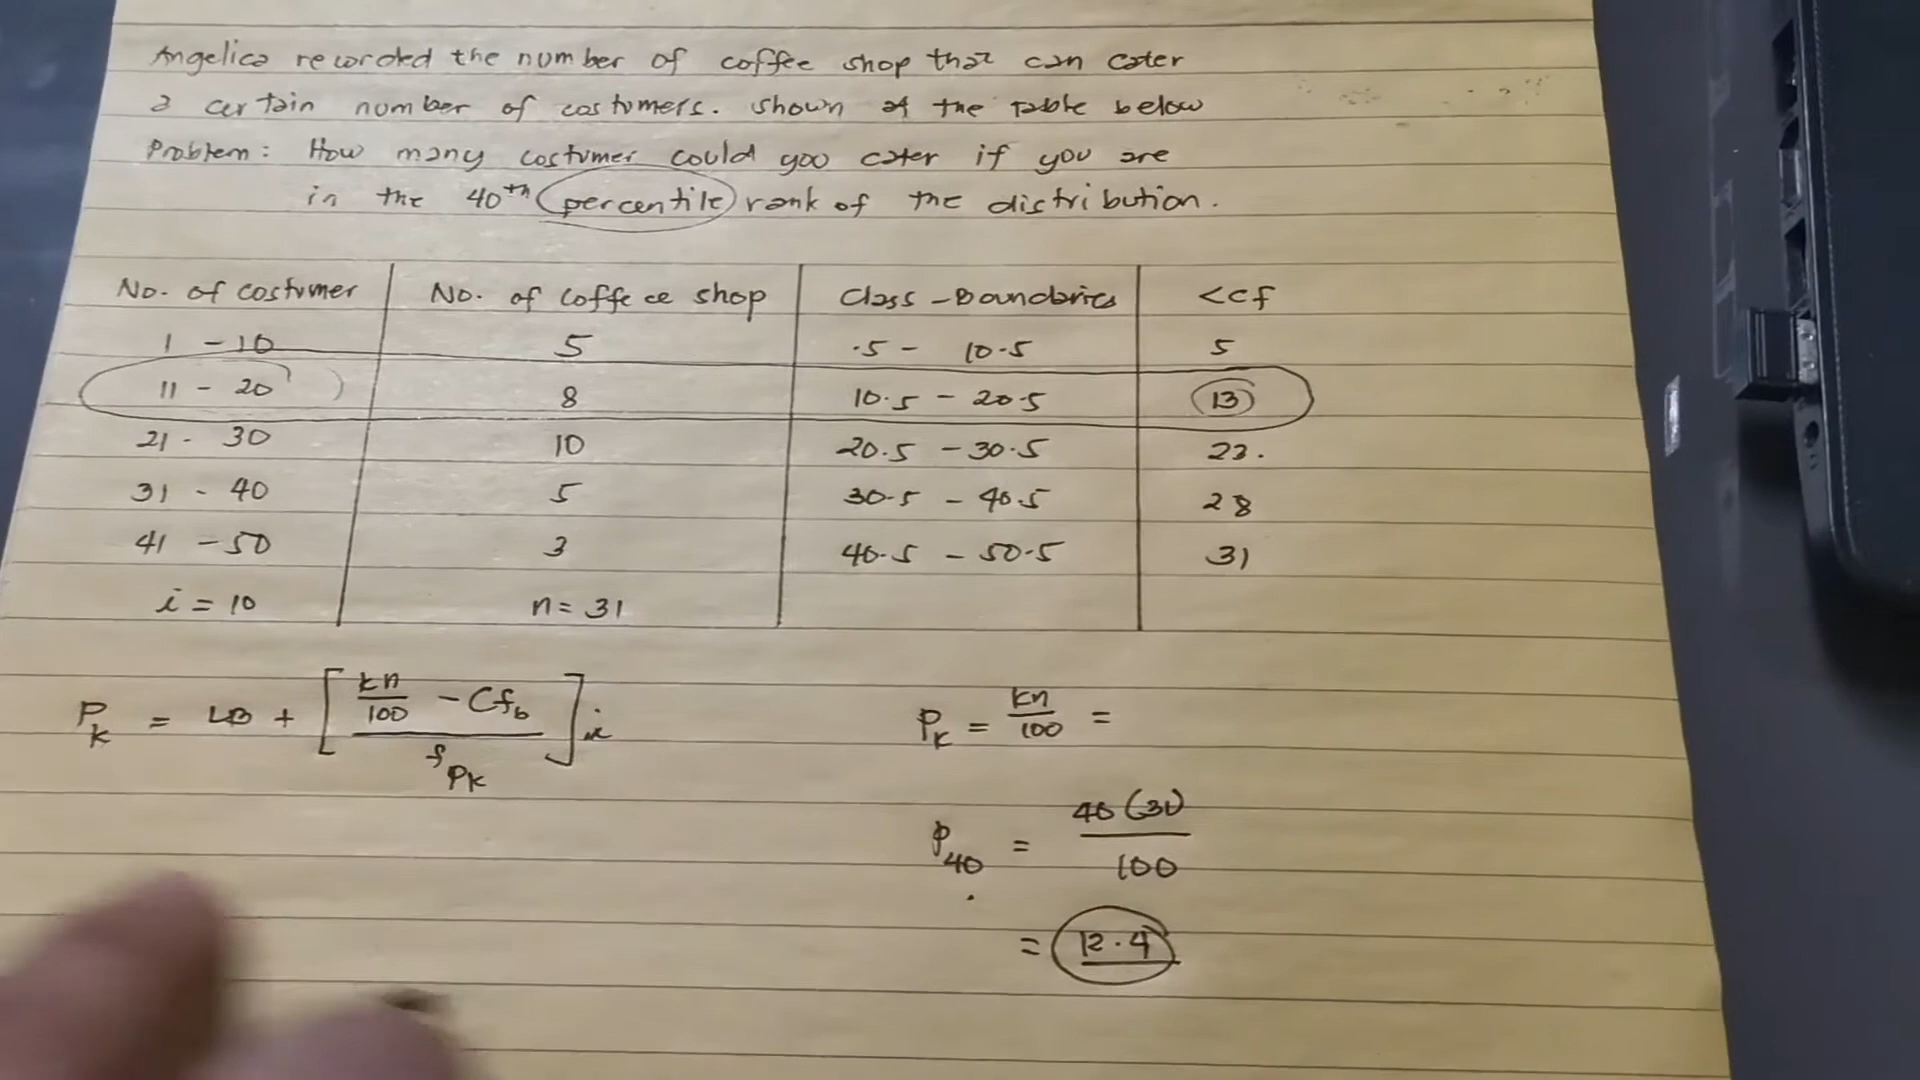 Angelica recorded the number of coffee shop that can cater
a certain number of costumers. Shown at the table below
Problem: How many costumer could you cater if you are
in the 40th percentile rank of the distribution.
No. of costumer No. of coffee shop Class-Boundaries <cf
1 - 10 5 .5 - 10.5 5
11 - 20 8 10.5 - 20.5 13
21 - 30 10 20.5 - 30.5 23.
31 - 40 5 30.5 - 40.5 28
41 - 50 3 40.5 - 50.5 31
i = 10 n = 31
Pk = LB + [ kn/100 - Cfb / fPk ] i
Pk = kn/100 =
P40 = 40(31)/100
= 12.4